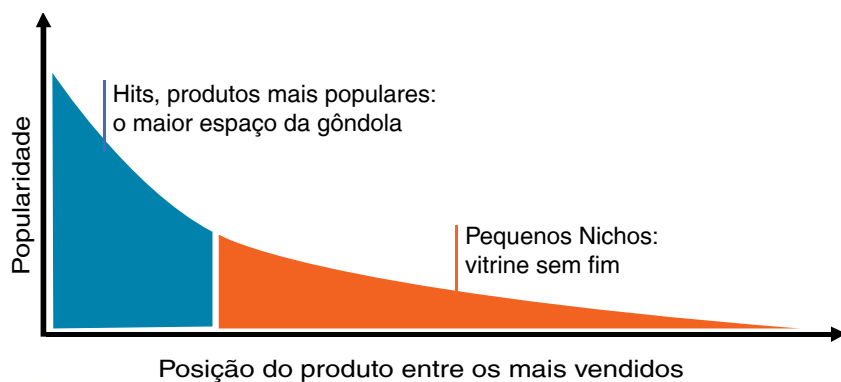 Hits, produtos mais populares:
o maior espaço da gôndola
Popularidade
Pequenos Nichos:
vitrine sem fim
Posição do produto entre os mais vendidos